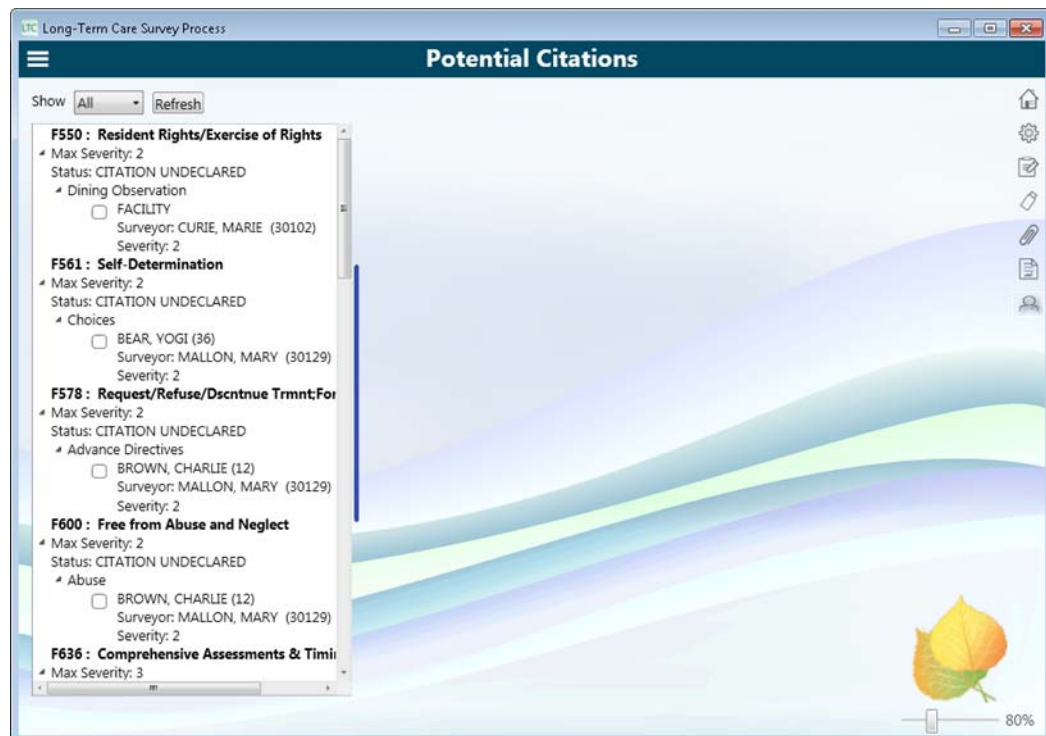 LTC Long-Term Care Survey Process
Potential Citations
Show All Refresh
F550 : Resident Rights/Exercise of Rights
Max Severity: 2
Status: CITATION UNDECLARED
Dining Observation
FACILITY
Surveyor: CURIE, MARIE (30102)
Severity: 2
F561 : Self-Determination
Max Severity: 2
Status: CITATION UNDECLARED
Choices
BEAR, YOGI (36)
Surveyor: MALLON, MARY (30129)
Severity: 2
F578 : Request/Refuse/Dscntnue Trmnt;For
Max Severity: 2
Status: CITATION UNDECLARED
Advance Directives
BROWN, CHARLIE (12)
Surveyor: MALLON, MARY (30129)
Severity: 2
F600 : Free from Abuse and Neglect
Max Severity: 2
Status: CITATION UNDECLARED
Abuse
BROWN, CHARLIE (12)
Surveyor: MALLON, MARY (30129)
Severity: 2
F636 : Comprehensive Assessments & Timi
Max Severity: 3
80%